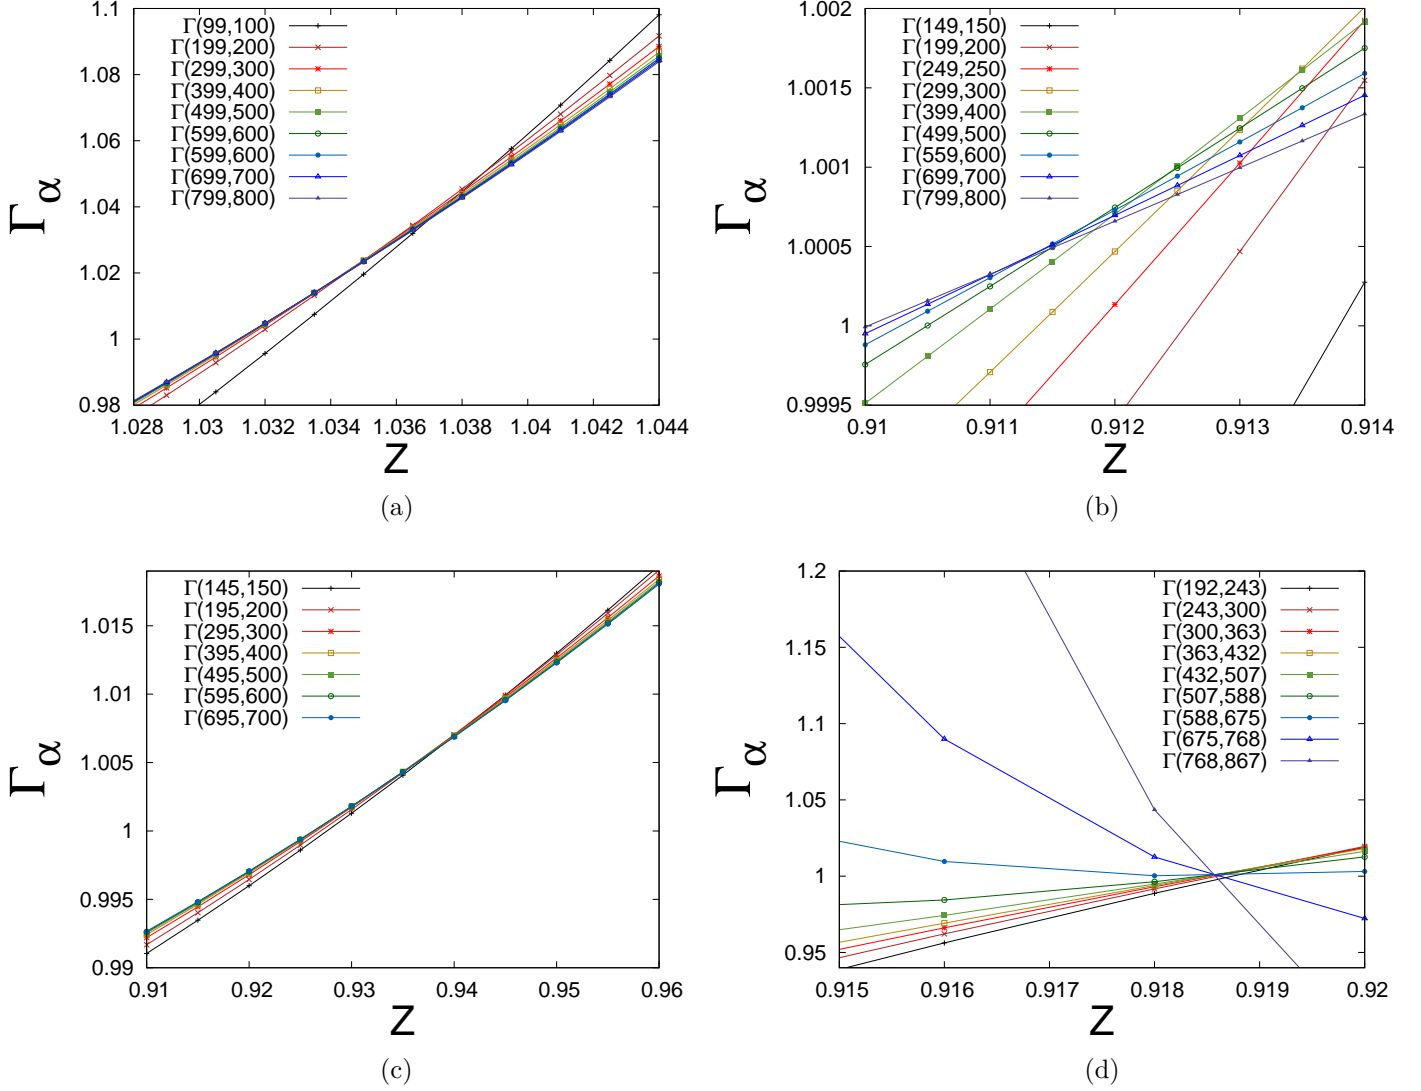 1.1
1.08
1.06
1.04
1.02
1
0.98
Γα
Γ(99,100)
Γ(199,200)
Γ(299,300)
Γ(399,400)
Γ(499,500)
Γ(599,600)
Γ(599,600)
Γ(699,700)
Γ(799,800)
1.028 1.03 1.032 1.034 1.036 1.038 1.04 1.042 1.044
Z
(a)
1.002
1.0015
1.001
1.0005
1
0.9995
Γα
Γ(149,150)
Γ(199,200)
Γ(249,250)
Γ(299,300)
Γ(399,400)
Γ(499,500)
Γ(559,600)
Γ(699,700)
Γ(799,800)
0.91 0.911 0.912 0.913 0.914
Z
(b)
1.015
1.01
1.005
1
0.995
0.99
Γα
Γ(145,150)
Γ(195,200)
Γ(295,300)
Γ(395,400)
Γ(495,500)
Γ(595,600)
Γ(695,700)
0.91 0.92 0.93 0.94 0.95 0.96
Z
(c)
1.2
1.15
1.1
1.05
1
0.95
Γα
Γ(192,243)
Γ(243,300)
Γ(300,363)
Γ(363,432)
Γ(432,507)
Γ(507,588)
Γ(588,675)
Γ(675,768)
Γ(768,867)
0.915 0.916 0.917 0.918 0.919 0.92
Z
(d)